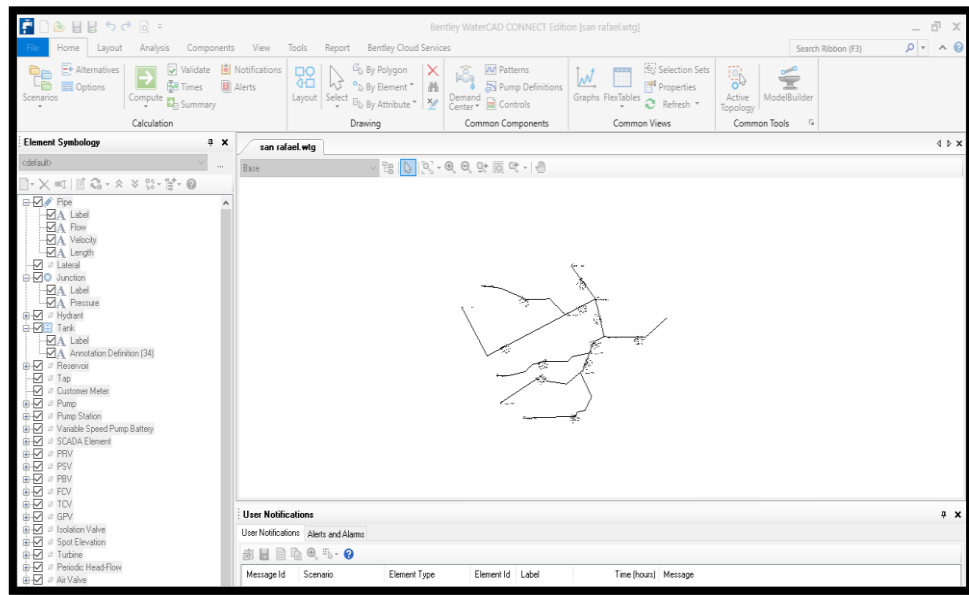 Bentley WaterCAD CONNECT Edition [san rafael.wtg]
File Home Layout Analysis Components View Tools Report Bentley Cloud Services Search Ribbon (F3)
Scenarios
Alternatives
Options
Compute
Validate
Times
Summary
Notifications
Alerts
Calculation
Layout
Select
By Polygon
By Element
By Attribute
Drawing
Demand Center
Patterns
Pump Definitions
Controls
Common Components
Graphs
FlexTables
Selection Sets
Properties
Refresh
Common Views
Active Topology
ModelBuilder
Common Tools
Element Symbology
<default>
...
Pipe
A Label
A Flow
A Velocity
A Length
Lateral
Junction
A Label
A Pressure
Hydrant
Tank
A Label
A Annotation Definition (34)
Reservoir
Tap
Customer Meter
Pump
Pump Station
Variable Speed Pump Battery
SCADA Element
PRV
PSV
PBV
FCV
TCV
GPV
Isolation Valve
Spot Elevation
Turbine
Periodic Head-Flow
Air Valve
san rafael.wtg
Base
User Notifications
User Notifications Alerts and Alarms
Message Id Scenario Element Type Element Id Label Time (hours) Message